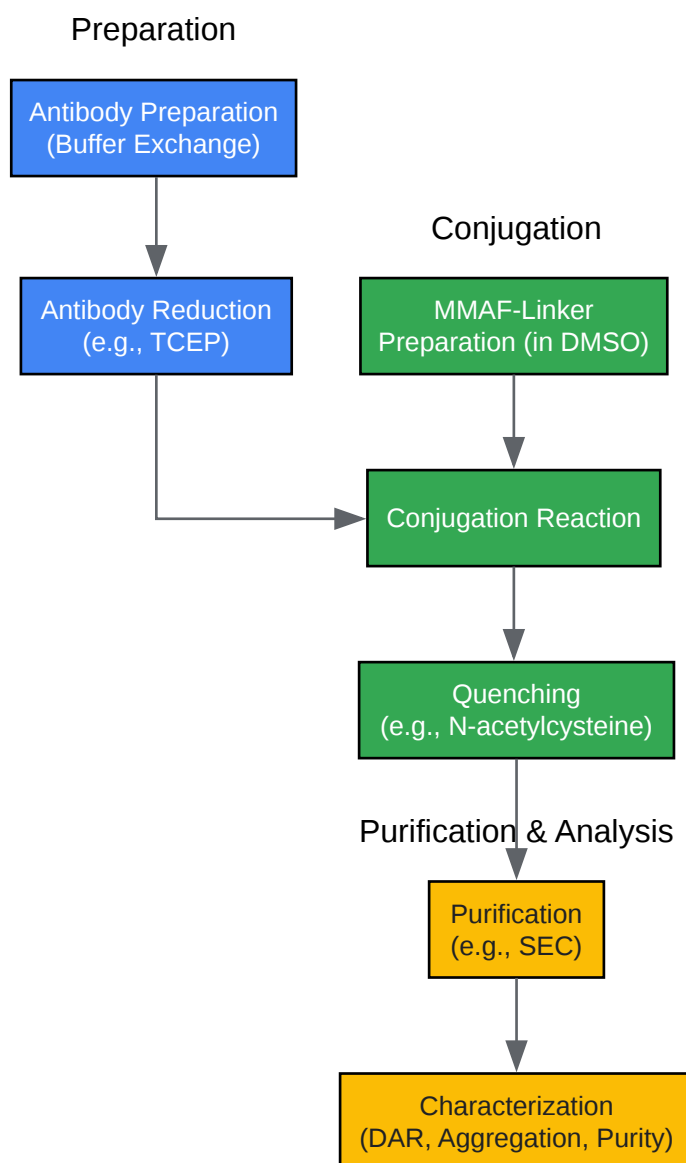 Preparation
Antibody Preparation
(Buffer Exchange)
Antibody Reduction
(e.g., TCEP)
Conjugation
MMAF-Linker
Preparation (in DMSO)
Conjugation Reaction
Quenching
(e.g., N-acetylcysteine)
Purification & Analysis
Purification
(e.g., SEC)
Characterization
(DAR, Aggregation, Purity)